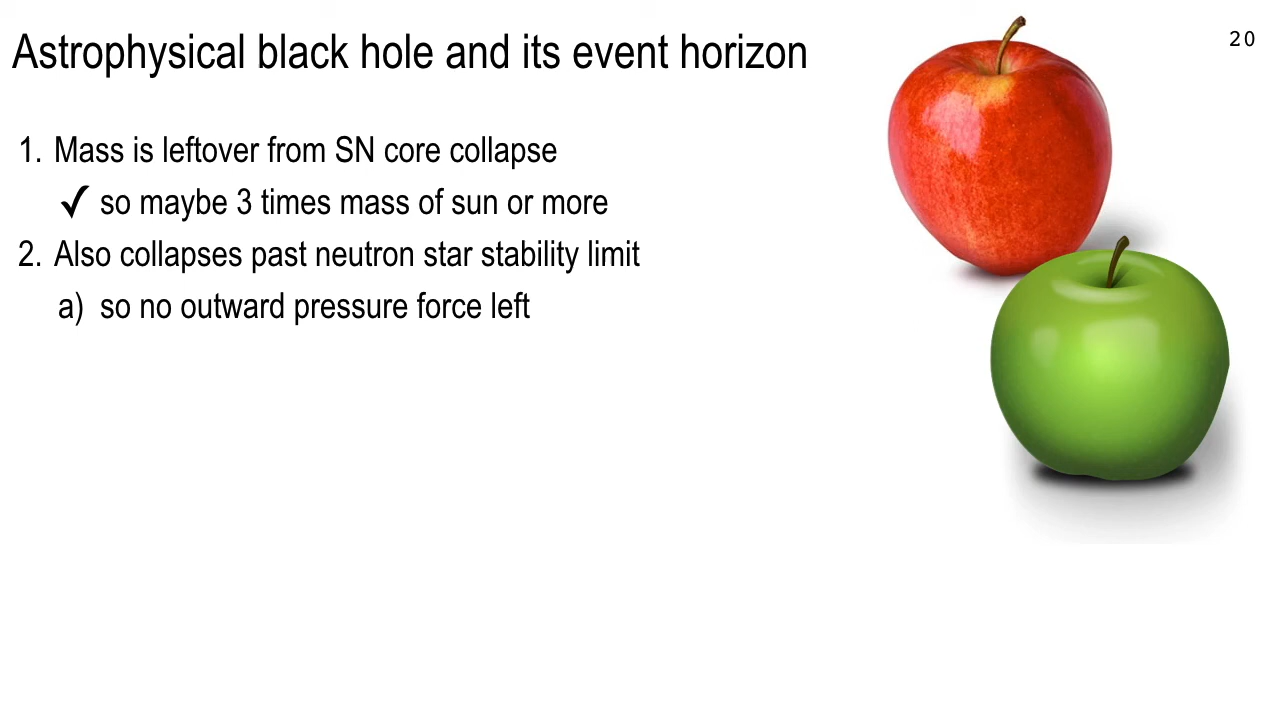 Astrophysical black hole and its event horizon
20
1. Mass is leftover from SN core collapse
✓ so maybe 3 times mass of sun or more
2. Also collapses past neutron star stability limit
a) so no outward pressure force left